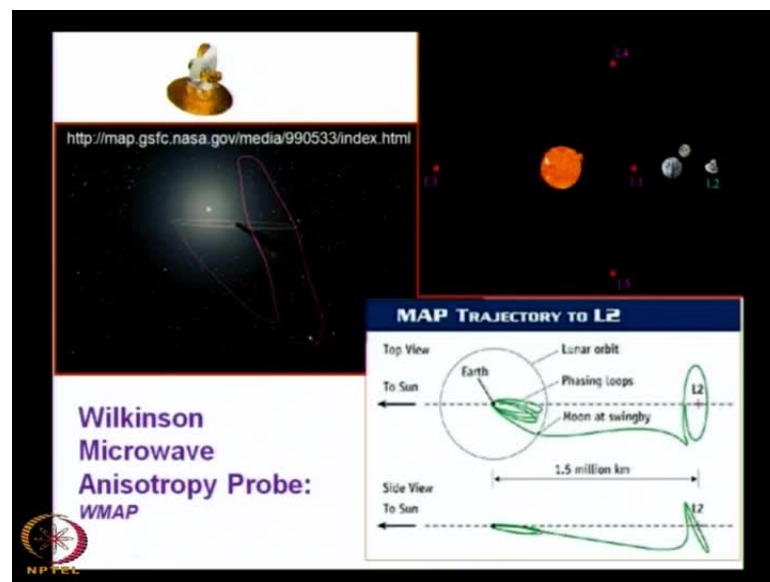 http://map.gsfc.nasa.gov/media/990533/index.html
L4
L3
L1
L2
L5
MAP TRAJECTORY TO L2
Top View
Lunar orbit
Earth
Phasing loops
To Sun
L2
Moon at swingby
1.5 million km
Side View
To Sun
L2
Wilkinson
Microwave
Anisotropy Probe:
WMAP
NPTEL